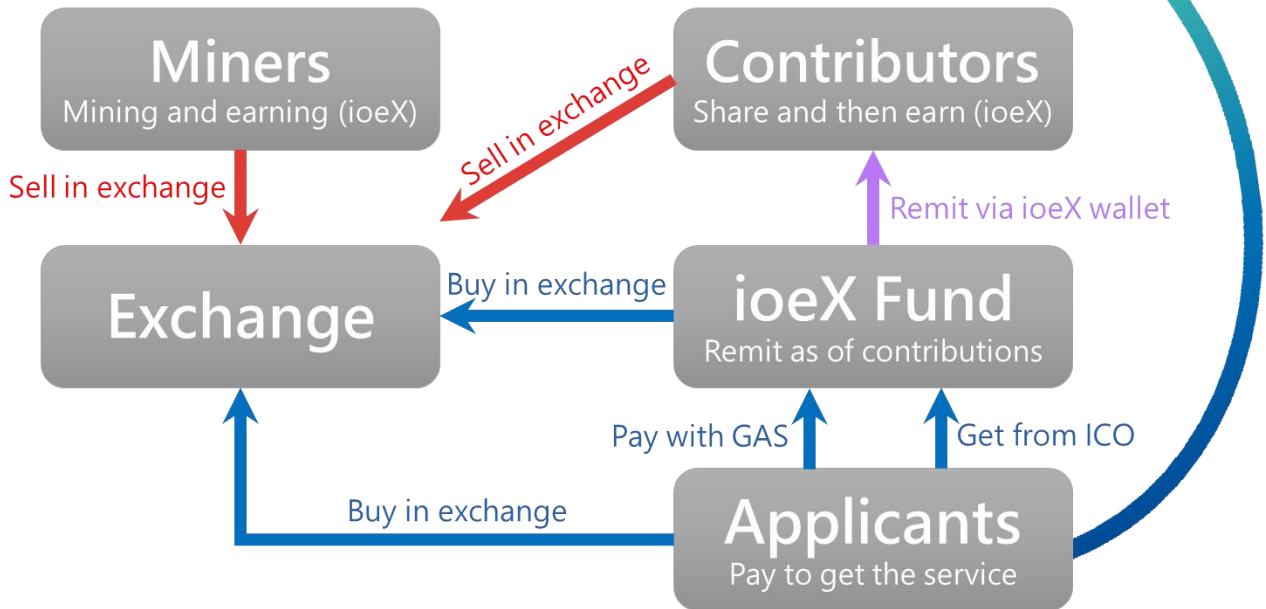 Miners
Mining and earning (ioeX)
Contributors
Share and then earn (ioeX)
Sell in exchange
Sell in exchange
Remit via ioeX wallet
Exchange
Buy in exchange
ioeX Fund
Remit as of contributions
Pay with GAS
Get from ICO
Buy in exchange
Applicants
Pay to get the service